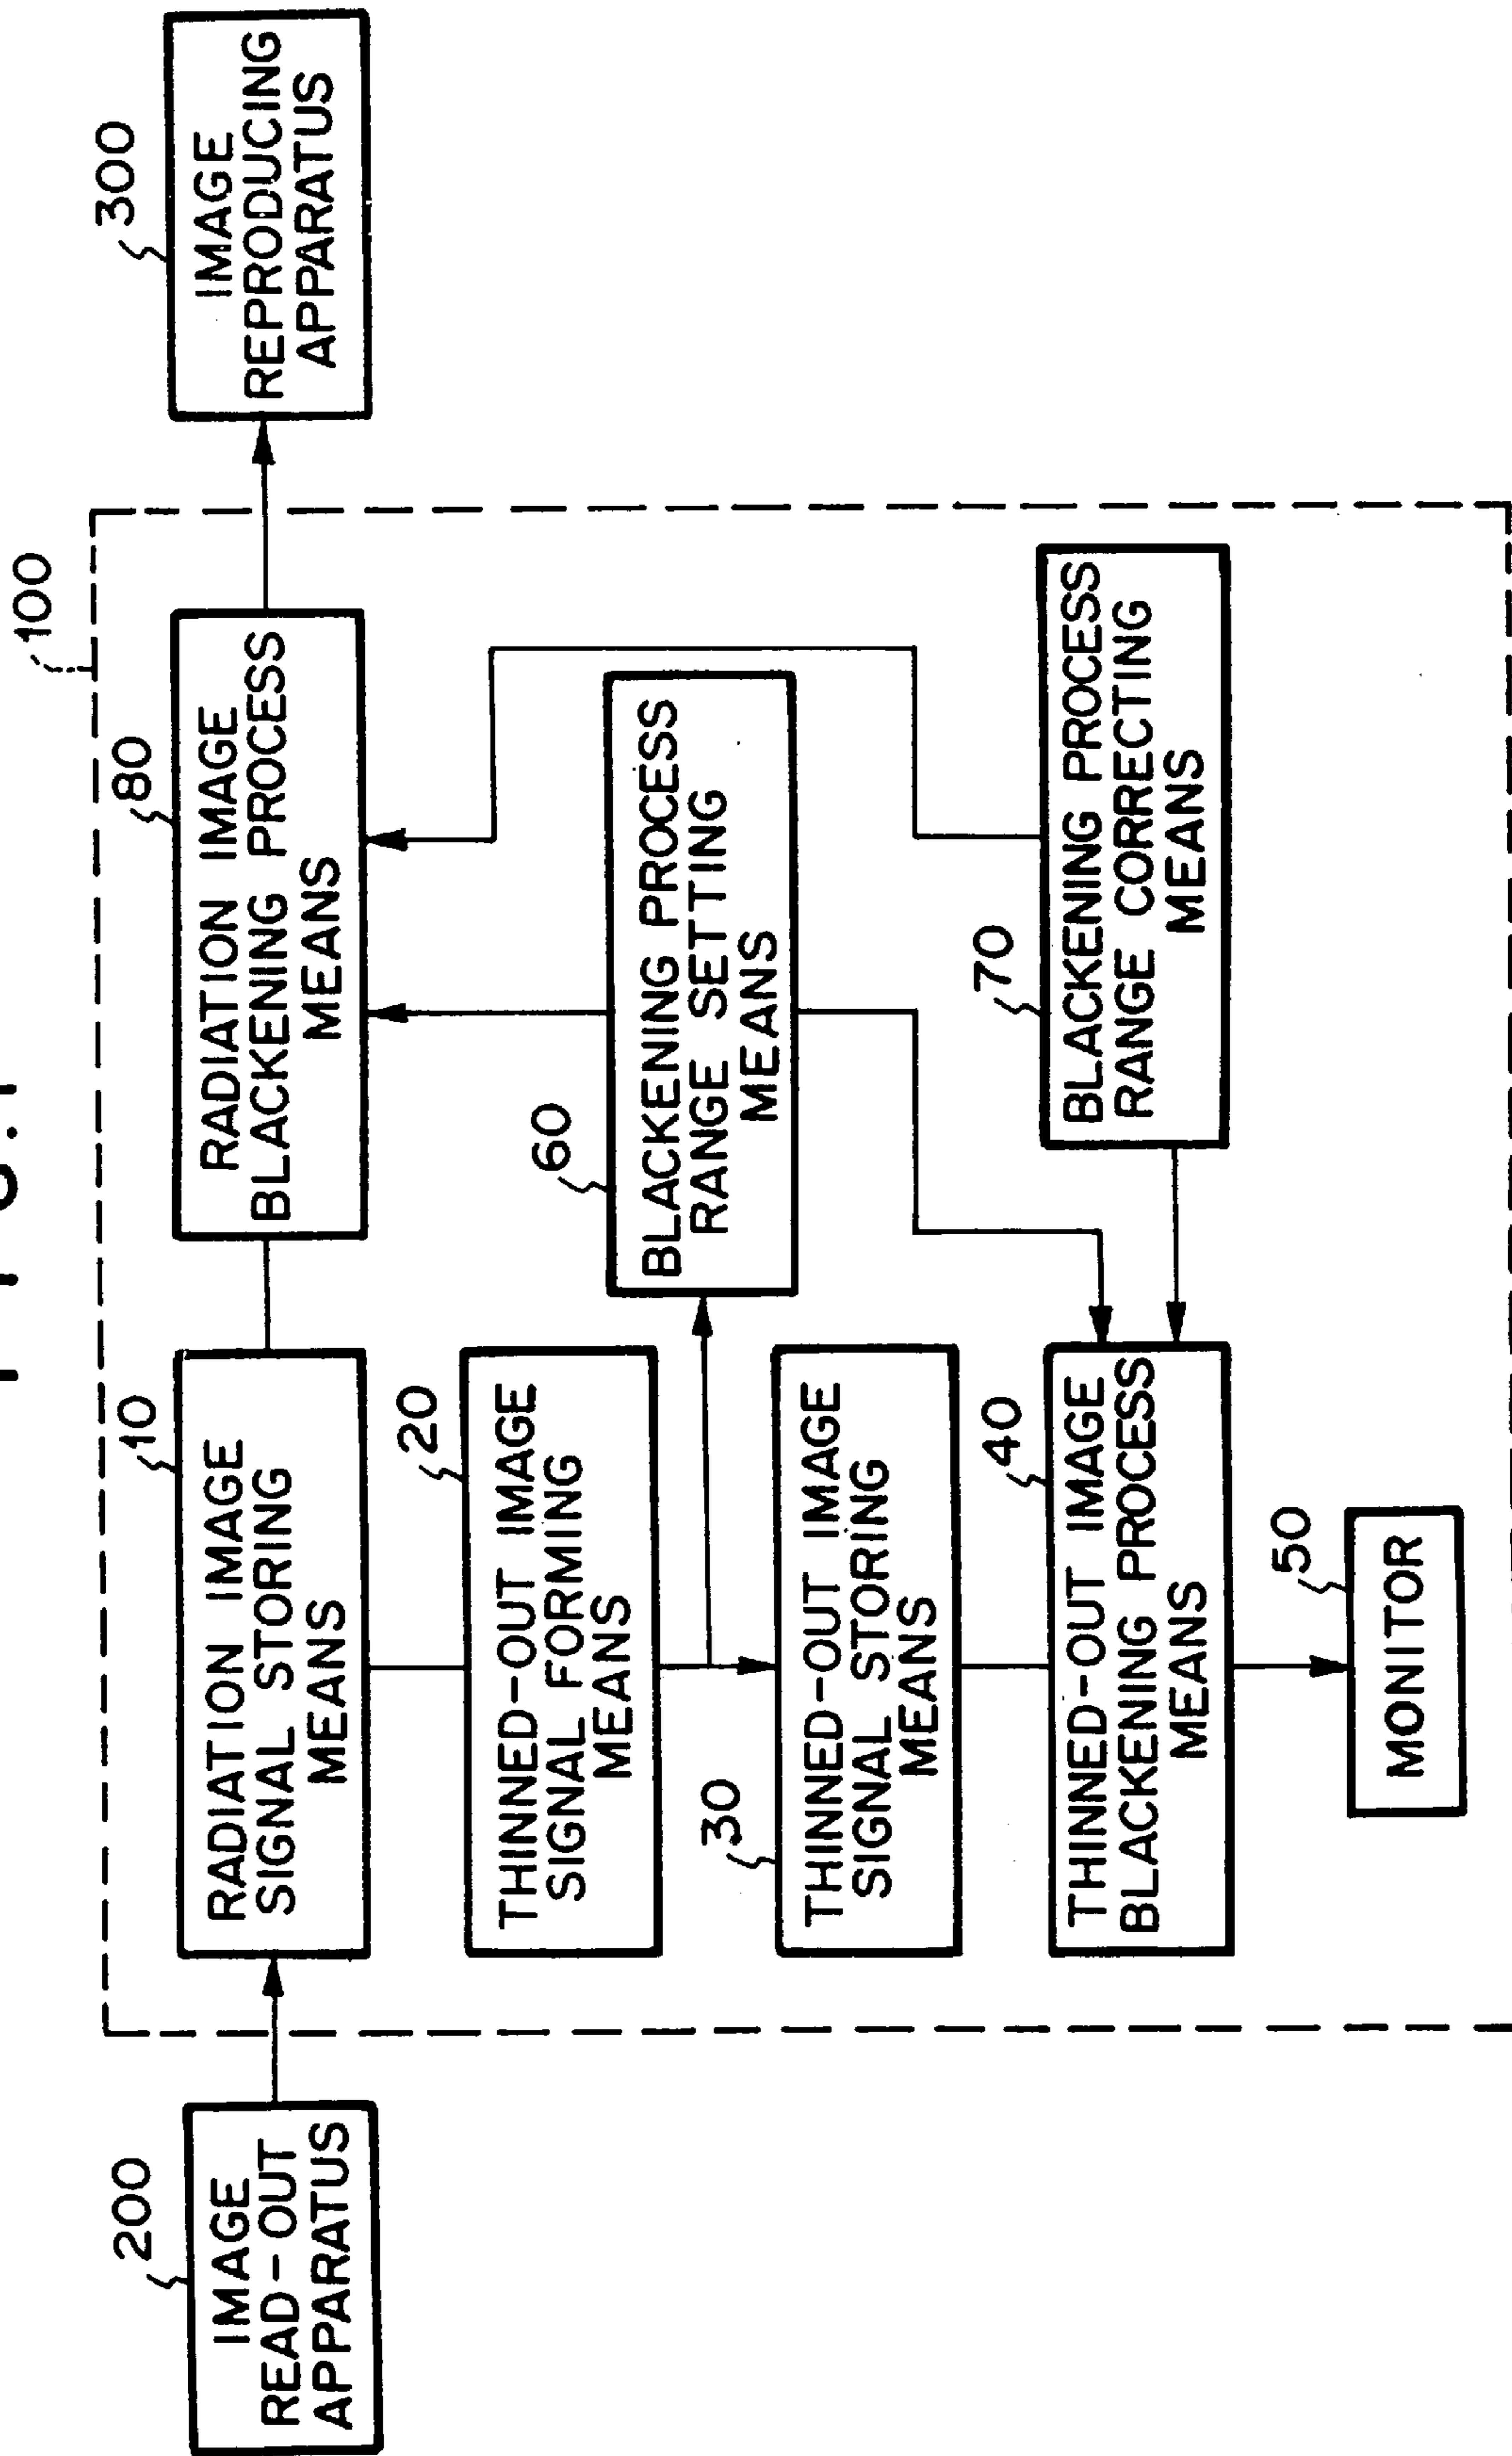 FIG.1
100
200
IMAGE
READ-OUT
APPARATUS
10
RADIATION IMAGE
SIGNAL STORING
MEANS
80
RADIATION IMAGE
BLACKENING PROCESS
MEANS
300
IMAGE
REPRODUCING
APPARATUS
20
THINNED-OUT IMAGE
SIGNAL FORMING
MEANS
60
BLACKENING PROCESS
RANGE SETTING
MEANS
30
THINNED-OUT IMAGE
SIGNAL STORING
MEANS
40
THINNED-OUT IMAGE
BLACKENING PROCESS
MEANS
70
BLACKENING PROCESS
RANGE CORRECTING
MEANS
50
MONITOR